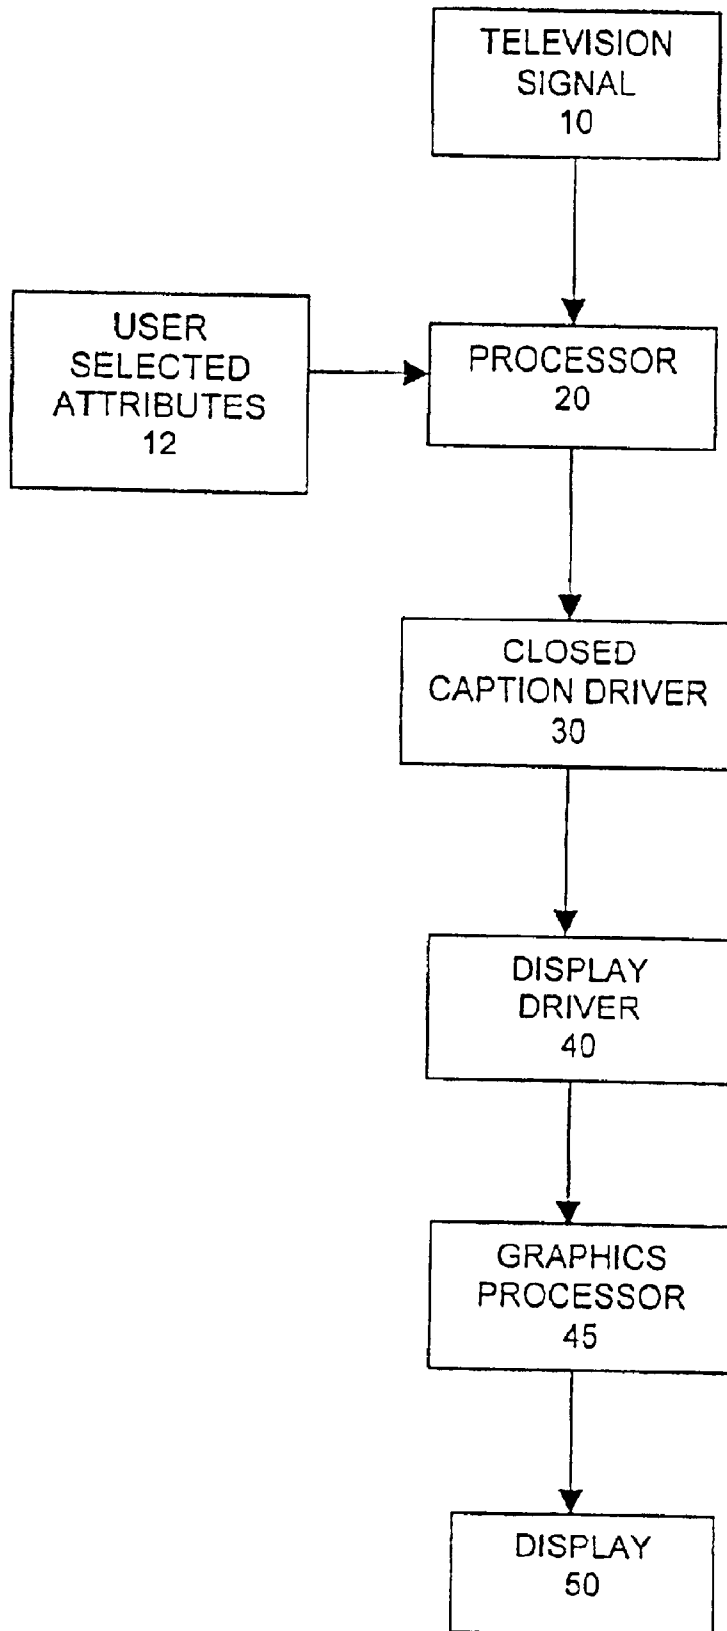 TELEVISION
SIGNAL
10
USER
SELECTED
ATTRIBUTES
12
PROCESSOR
20
CLOSED
CAPTION DRIVER
30
DISPLAY
DRIVER
40
GRAPHICS
PROCESSOR
45
DISPLAY
50